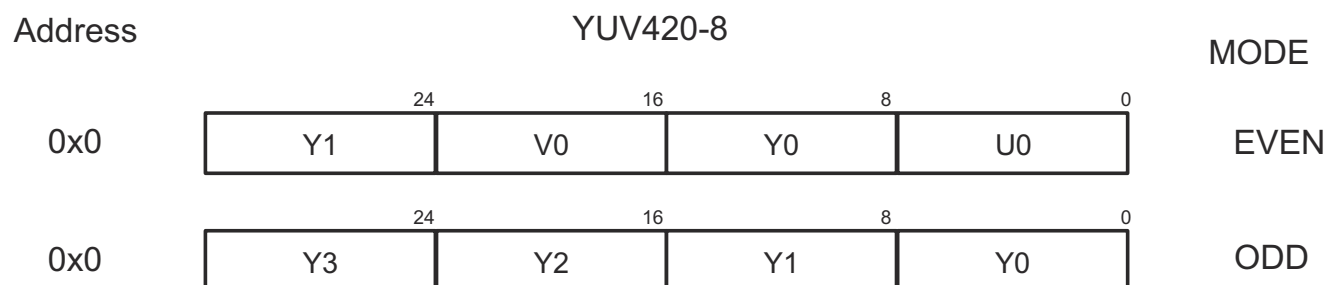 Address YUV420-8 MODE
24 16 8 0
0x0 Y1 V0 Y0 U0 EVEN
24 16 8 0
0x0 Y3 Y2 Y1 Y0 ODD